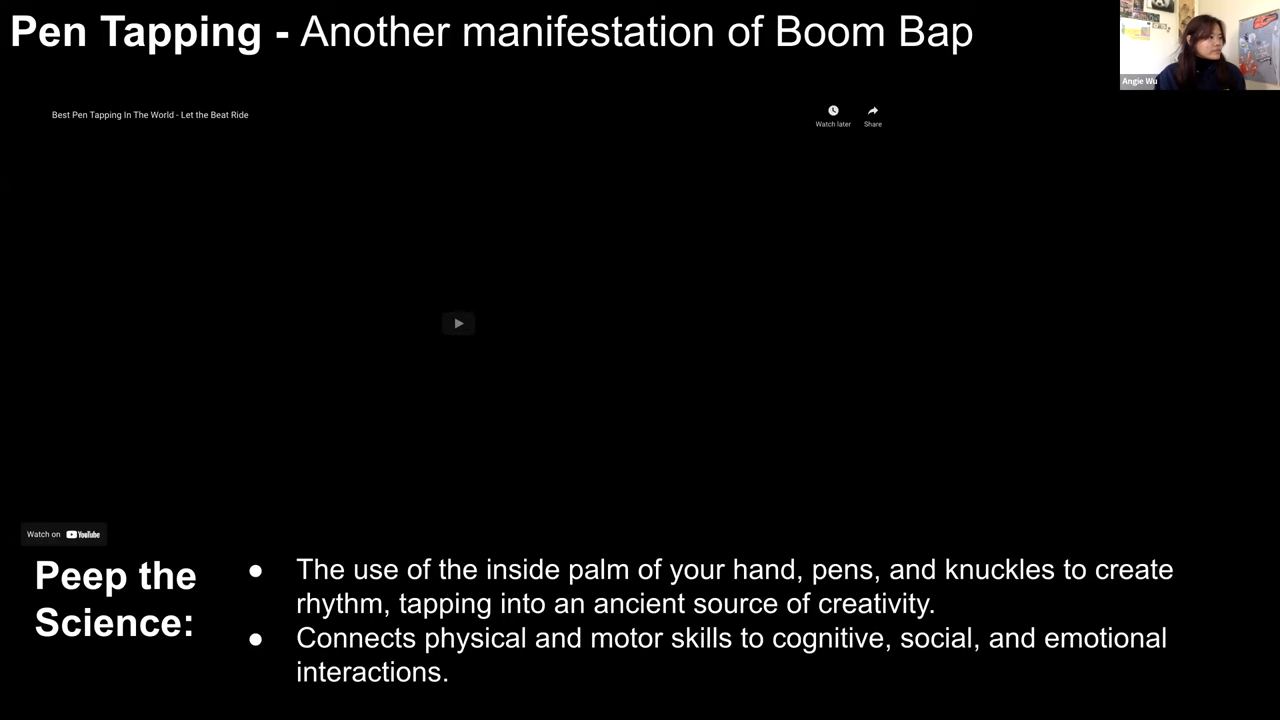 Pen Tapping - Another manifestation of Boom Bap
Angie Wu
Best Pen Tapping In The World - Let the Beat Ride
Watch later
Share
Watch on YouTube
Peep the
Science:
● The use of the inside palm of your hand, pens, and knuckles to create
rhythm, tapping into an ancient source of creativity.
● Connects physical and motor skills to cognitive, social, and emotional
interactions.